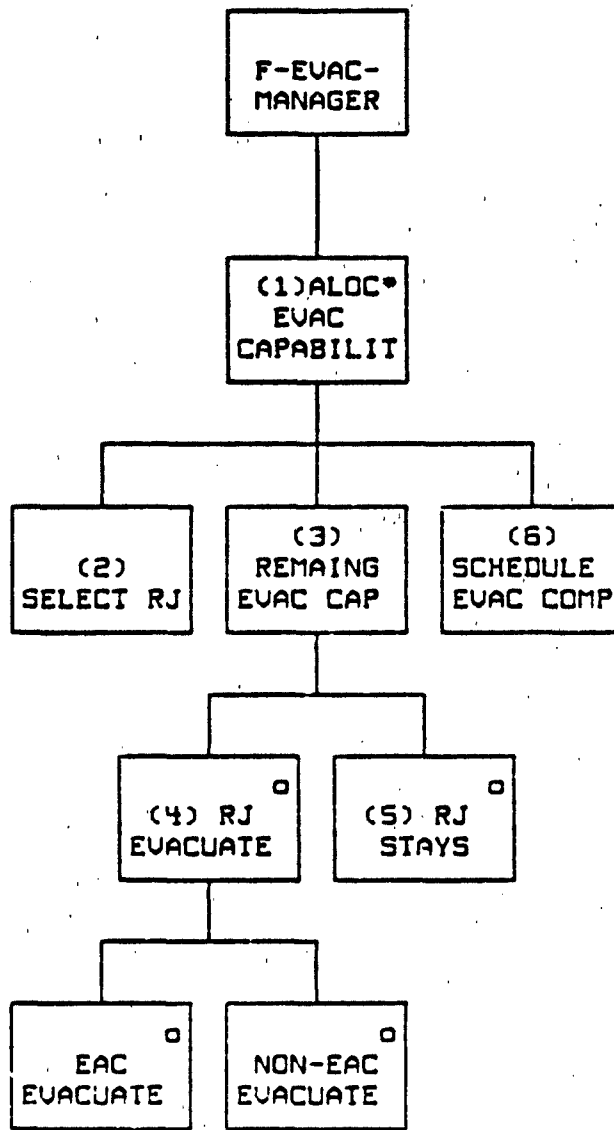 F-EVAC-
MANAGER
(1)ALOC*
EVAC
CAPABILIT
(2)
SELECT RJ
(3)
REMAING
EVAC CAP
(6)
SCHEDULE
EVAC COMP
(4) RJ
EVACUATE
(5) RJ
STAYS
EAC
EVACUATE
NON-EAC
EVACUATE